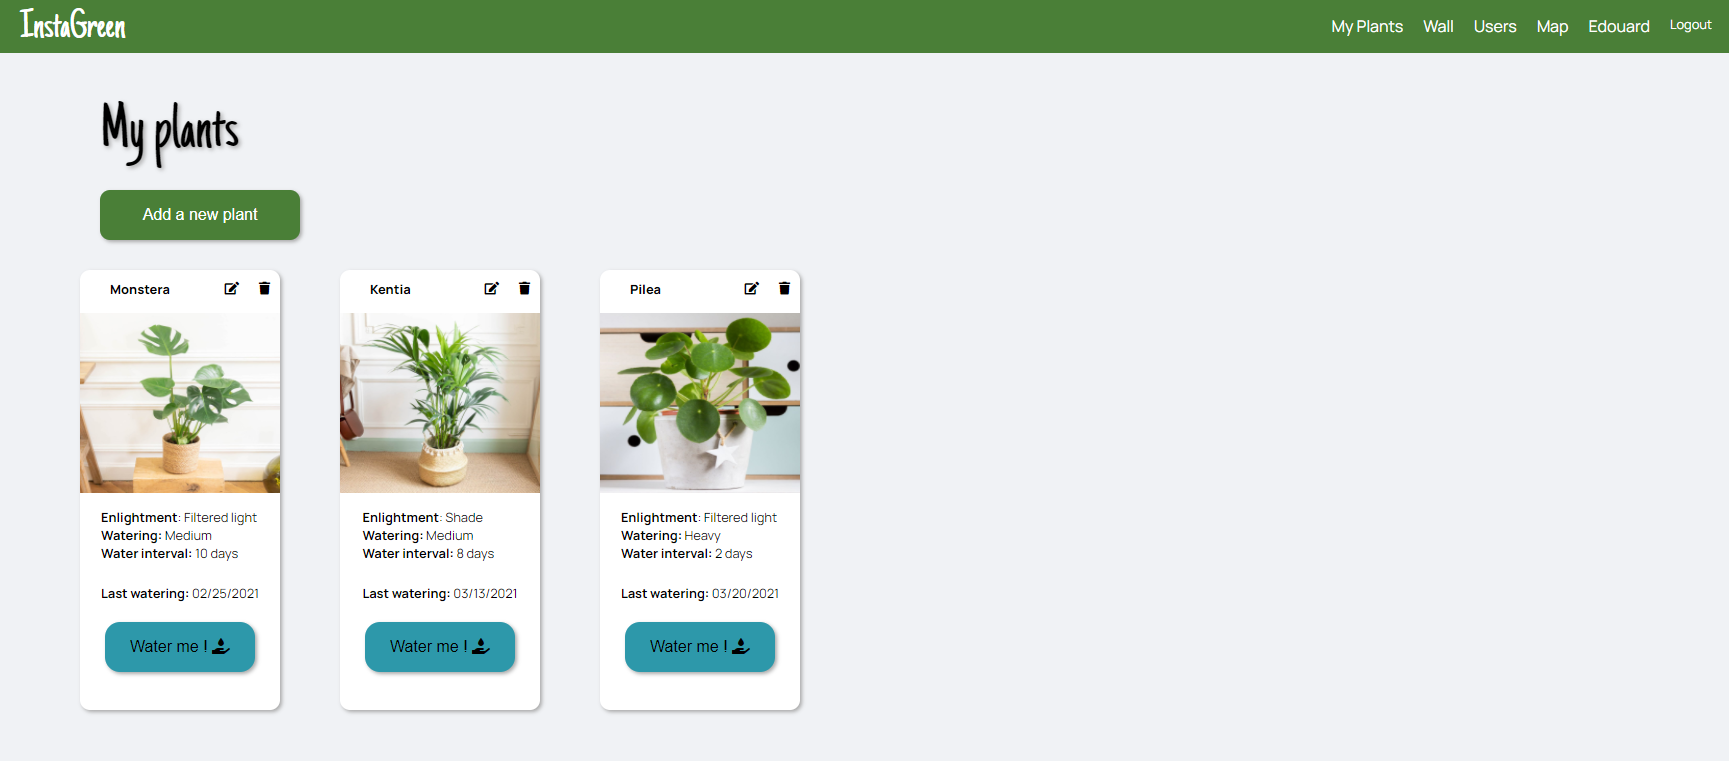 InstaGreen
My Plants Wall Users Map Edouard Logout
My plants
Add a new plant
Monstera
Enlightment: Filtered light
Watering: Medium
Water interval: 10 days
Last watering: 02/25/2021
Water me !
Kentia
Enlightment: Shade
Watering: Medium
Water interval: 8 days
Last watering: 03/13/2021
Water me !
Pilea
Enlightment: Filtered light
Watering: Heavy
Water interval: 2 days
Last watering: 03/20/2021
Water me !